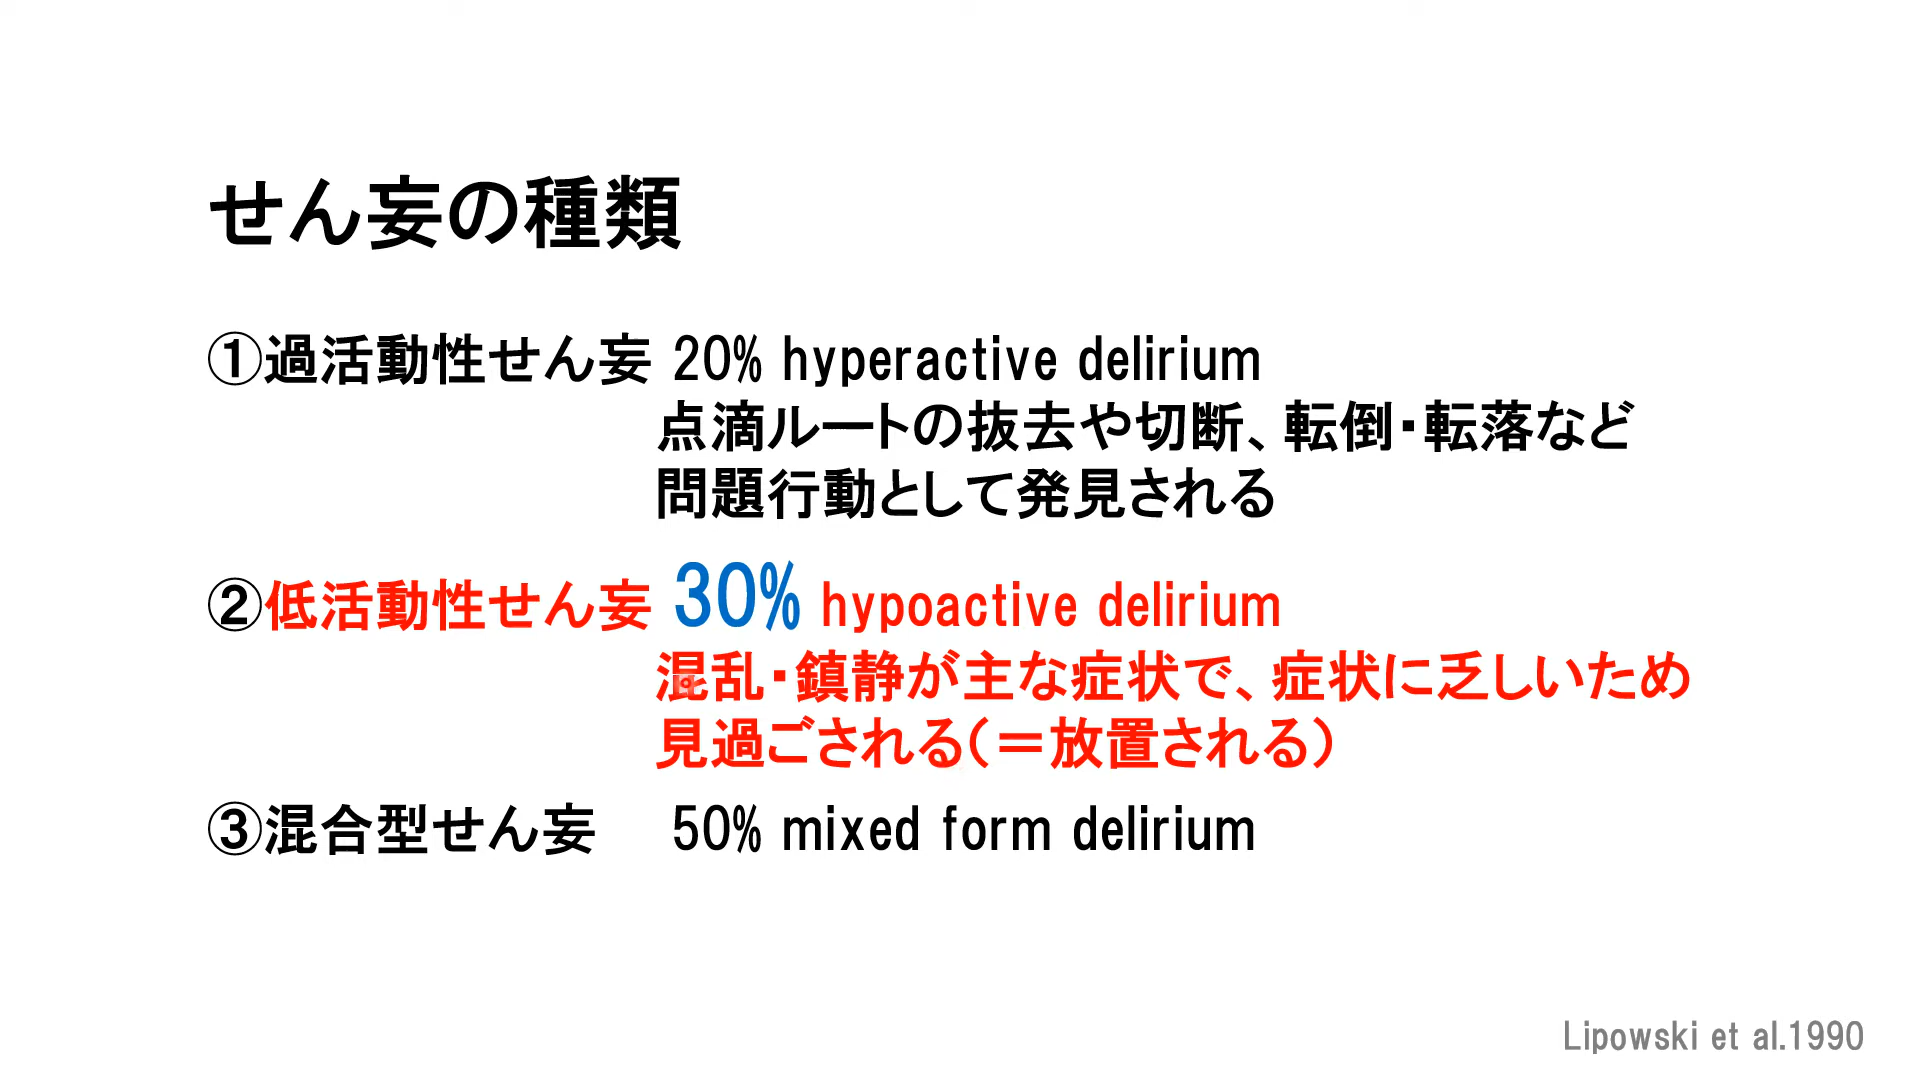 せん妄の種類
①過活動性せん妄 20% hyperactive delirium
点滴ルートの抜去や切断、転倒・転落など
問題行動として発見される
②低活動性せん妄 30% hypoactive delirium
混乱・鎮静が主な症状で、症状に乏しいため
見過ごされる（＝放置される）
③混合型せん妄 50% mixed form delirium
Lipowski et al.1990